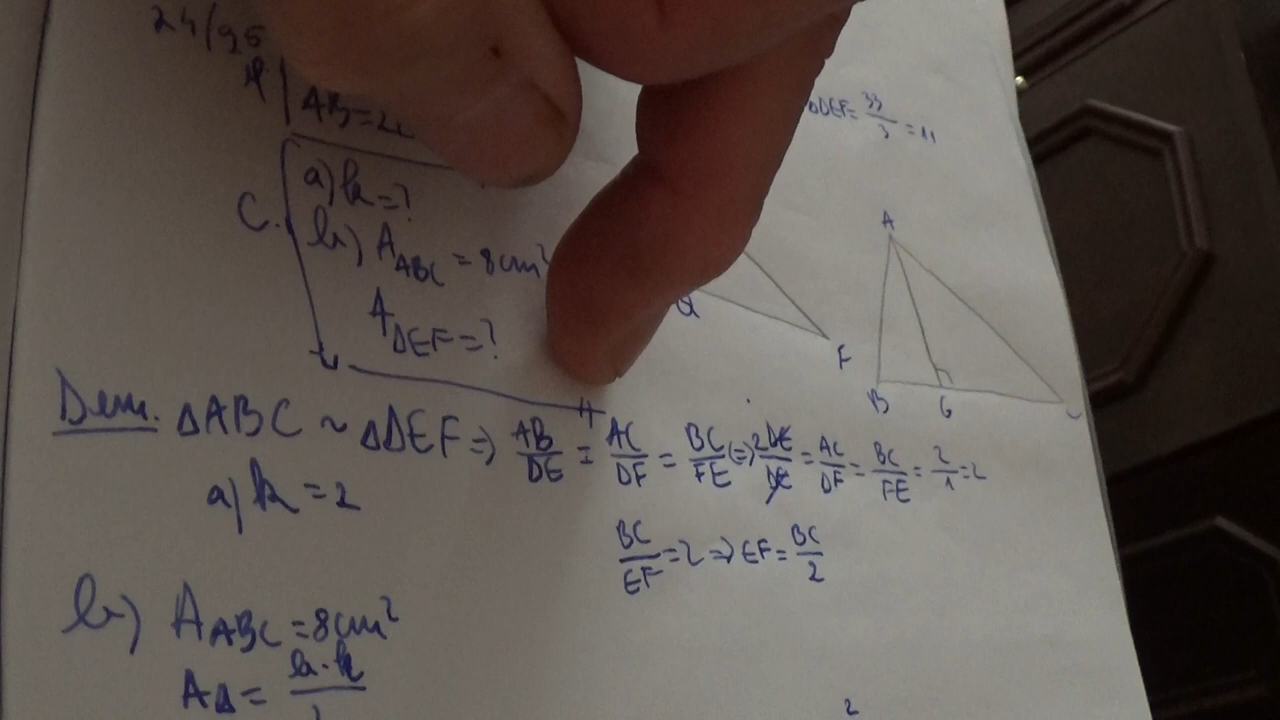 24/95
AB=2
ΔDEF= 33/3 = 11
a) k=?
C.
b) A_ABC = 8cm²
A_DEF = ?
Q
F
A
B G C
Dem. ΔABC ~ ΔDEF => AB/DE = AC/DF = BC/FE (=) 2DE/DE = AC/DF = BC/FE = 2/1 = 2
a) k = 2
BC/EF = 2 => EF = BC/2
b) A_ABC = 8cm²
A_Δ = b·h
2